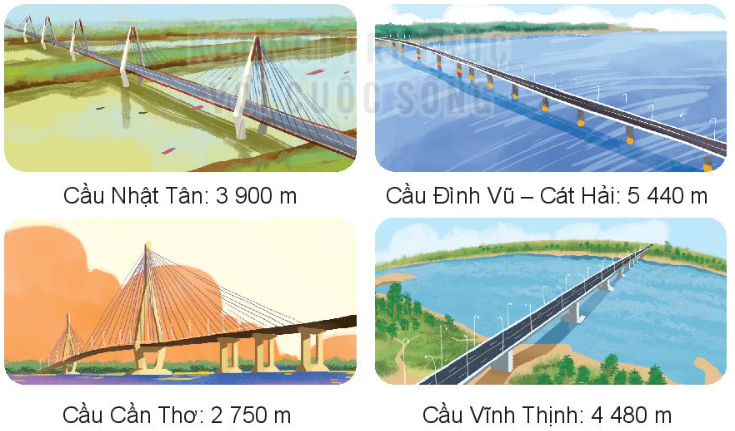 Cầu Nhật Tân: 3 900 m
Cầu Đình Vũ – Cát Hải: 5 440 m
Cầu Cần Thơ: 2 750 m
Cầu Vĩnh Thịnh: 4 480 m